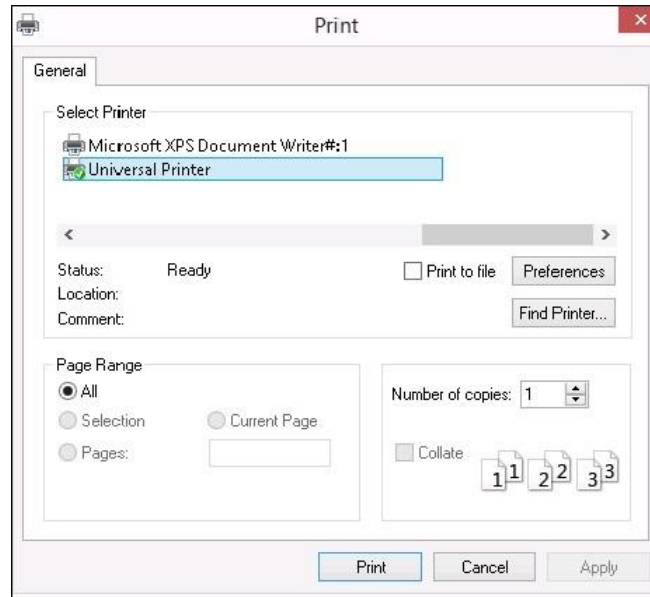 Print
General
Select Printer
Microsoft XPS Document Writer#:1
Universal Printer
Status: Ready
Print to file
Preferences
Location:
Comment:
Find Printer...
Page Range
All
Selection
Current Page
Pages:
Number of copies: 1
Collate
1 1 2 2 3 3
Print
Cancel
Apply